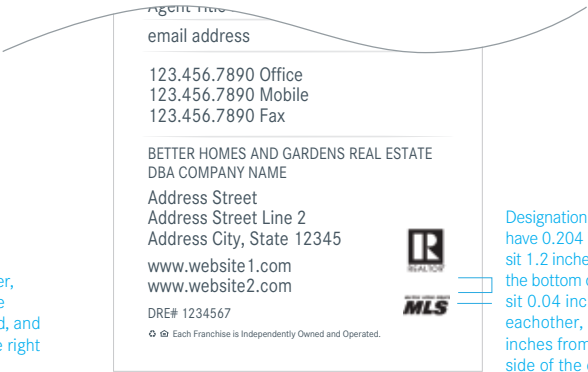 Agent Title
email address
123.456.7890 Office
123.456.7890 Mobile
123.456.7890 Fax
BETTER HOMES AND GARDENS REAL ESTATE
DBA COMPANY NAME
Address Street
Address Street Line 2
Address City, State 12345
www.website1.com
www.website2.com
DRE# 1234567
Each Franchise is Independently Owned and Operated.
REALTOR®
MLS
er,
e
d, and
e right
Designation
have 0.204
sit 1.2 inche
the bottom o
sit 0.04 inc
eachother,
inches from
side of the